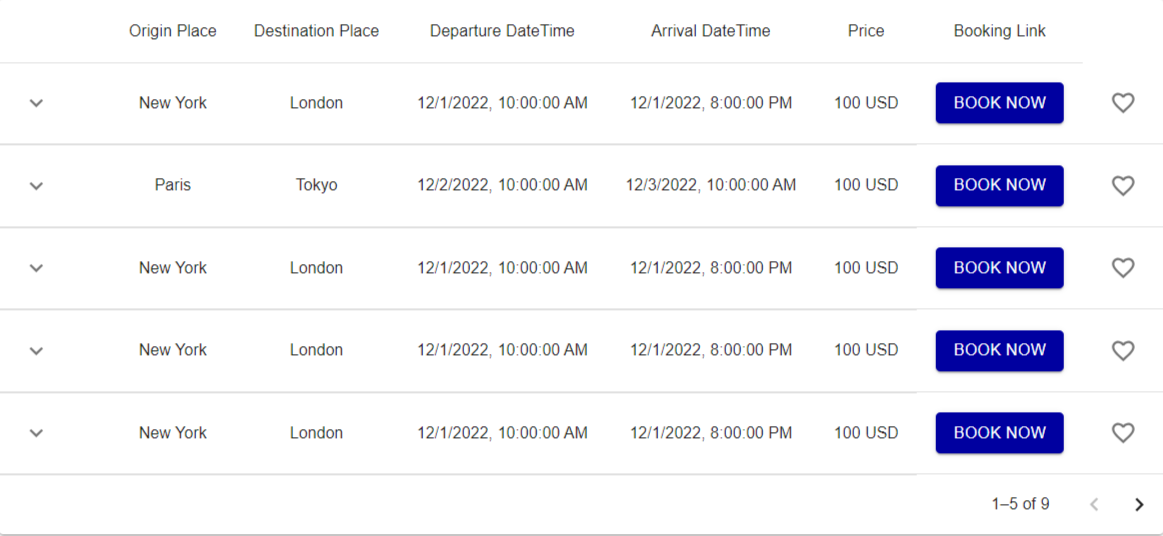 Origin Place Destination Place Departure DateTime Arrival DateTime Price Booking Link
New York London 12/1/2022, 10:00:00 AM 12/1/2022, 8:00:00 PM 100 USD BOOK NOW
Paris Tokyo 12/2/2022, 10:00:00 AM 12/3/2022, 10:00:00 AM 100 USD BOOK NOW
New York London 12/1/2022, 10:00:00 AM 12/1/2022, 8:00:00 PM 100 USD BOOK NOW
New York London 12/1/2022, 10:00:00 AM 12/1/2022, 8:00:00 PM 100 USD BOOK NOW
New York London 12/1/2022, 10:00:00 AM 12/1/2022, 8:00:00 PM 100 USD BOOK NOW
1–5 of 9